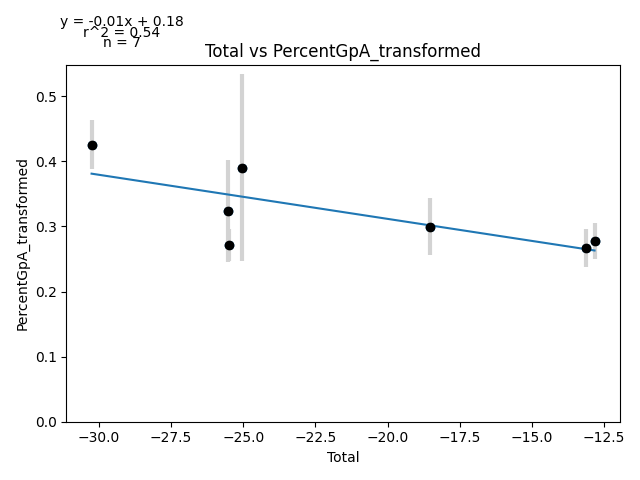 y = -0.01x + 0.18
r^2 = 0.54
n = 7
Total vs PercentGpA_transformed
PercentGpA_transformed
0.5
0.4
0.3
0.2
0.1
0.0
−30.0 −27.5 −25.0 −22.5 −20.0 −17.5 −15.0 −12.5
Total